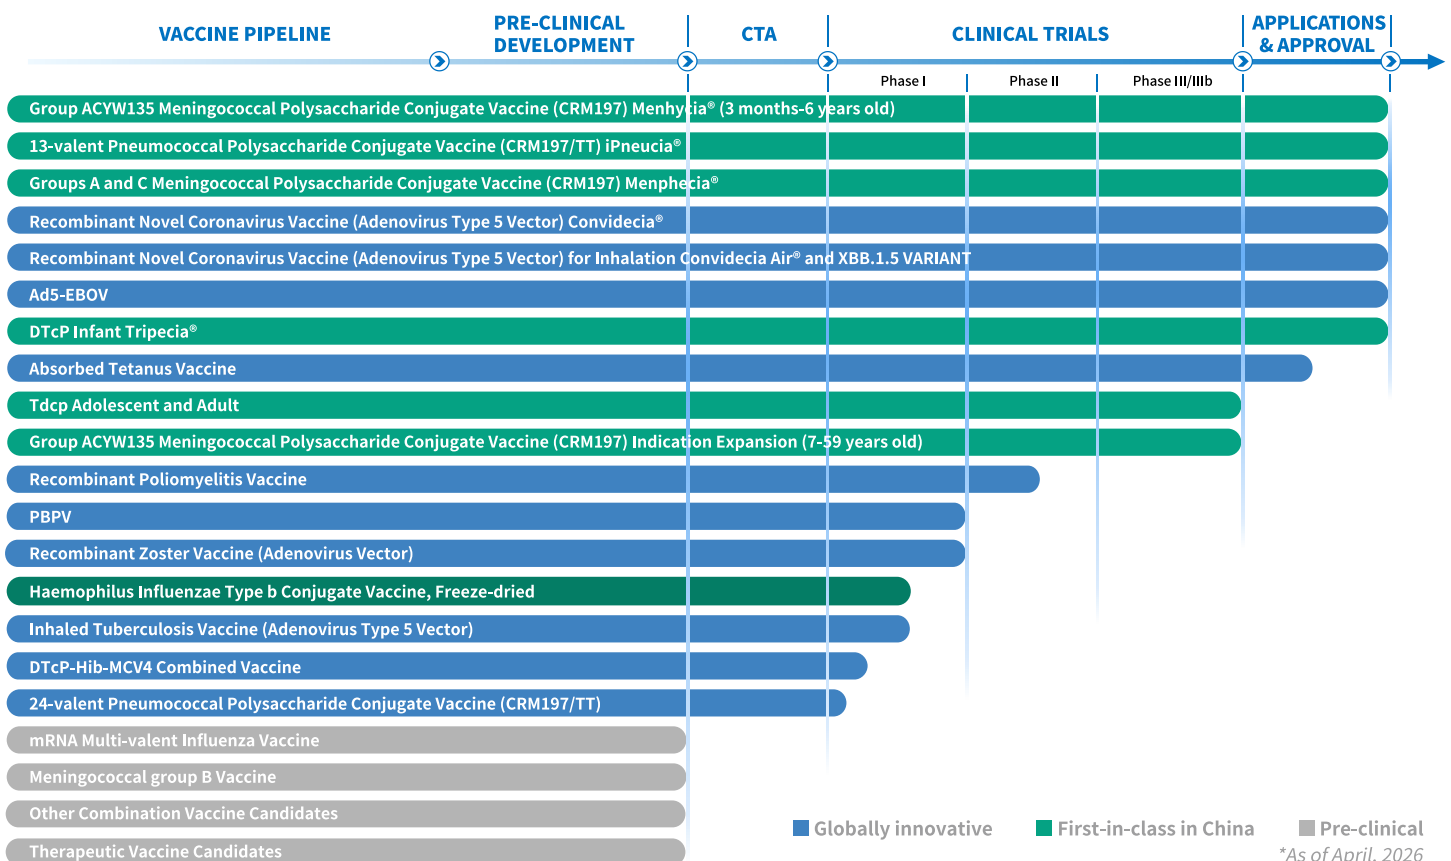 VACCINE PIPELINE
PRE-CLINICAL
DEVELOPMENT
CTA
CLINICAL TRIALS
APPLICATIONS
& APPROVAL
Phase I
Phase II
Phase III/IIIb
Group ACYW135 Meningococcal Polysaccharide Conjugate Vaccine (CRM197) Menhycia® (3 months-6 years old)
13-valent Pneumococcal Polysaccharide Conjugate Vaccine (CRM197/TT) iPneucia®
Groups A and C Meningococcal Polysaccharide Conjugate Vaccine (CRM197) Menphecia®
Recombinant Novel Coronavirus Vaccine (Adenovirus Type 5 Vector) Convidecia®
Recombinant Novel Coronavirus Vaccine (Adenovirus Type 5 Vector) for Inhalation Convidecia Air® and XBB.1.5 VARIANT
Ad5-EBOV
DTcP Infant Tripecia®
Absorbed Tetanus Vaccine
Tdcp Adolescent and Adult
Group ACYW135 Meningococcal Polysaccharide Conjugate Vaccine (CRM197) Indication Expansion (7-59 years old)
Recombinant Poliomyelitis Vaccine
PBPV
Recombinant Zoster Vaccine (Adenovirus Vector)
Haemophilus Influenzae Type b Conjugate Vaccine, Freeze-dried
Inhaled Tuberculosis Vaccine (Adenovirus Type 5 Vector)
DTcP-Hib-MCV4 Combined Vaccine
24-valent Pneumococcal Polysaccharide Conjugate Vaccine (CRM197/TT)
mRNA Multi-valent Influenza Vaccine
Meningococcal group B Vaccine
Other Combination Vaccine Candidates
Therapeutic Vaccine Candidates
Globally innovative
First-in-class in China
Pre-clinical
*As of April, 2026